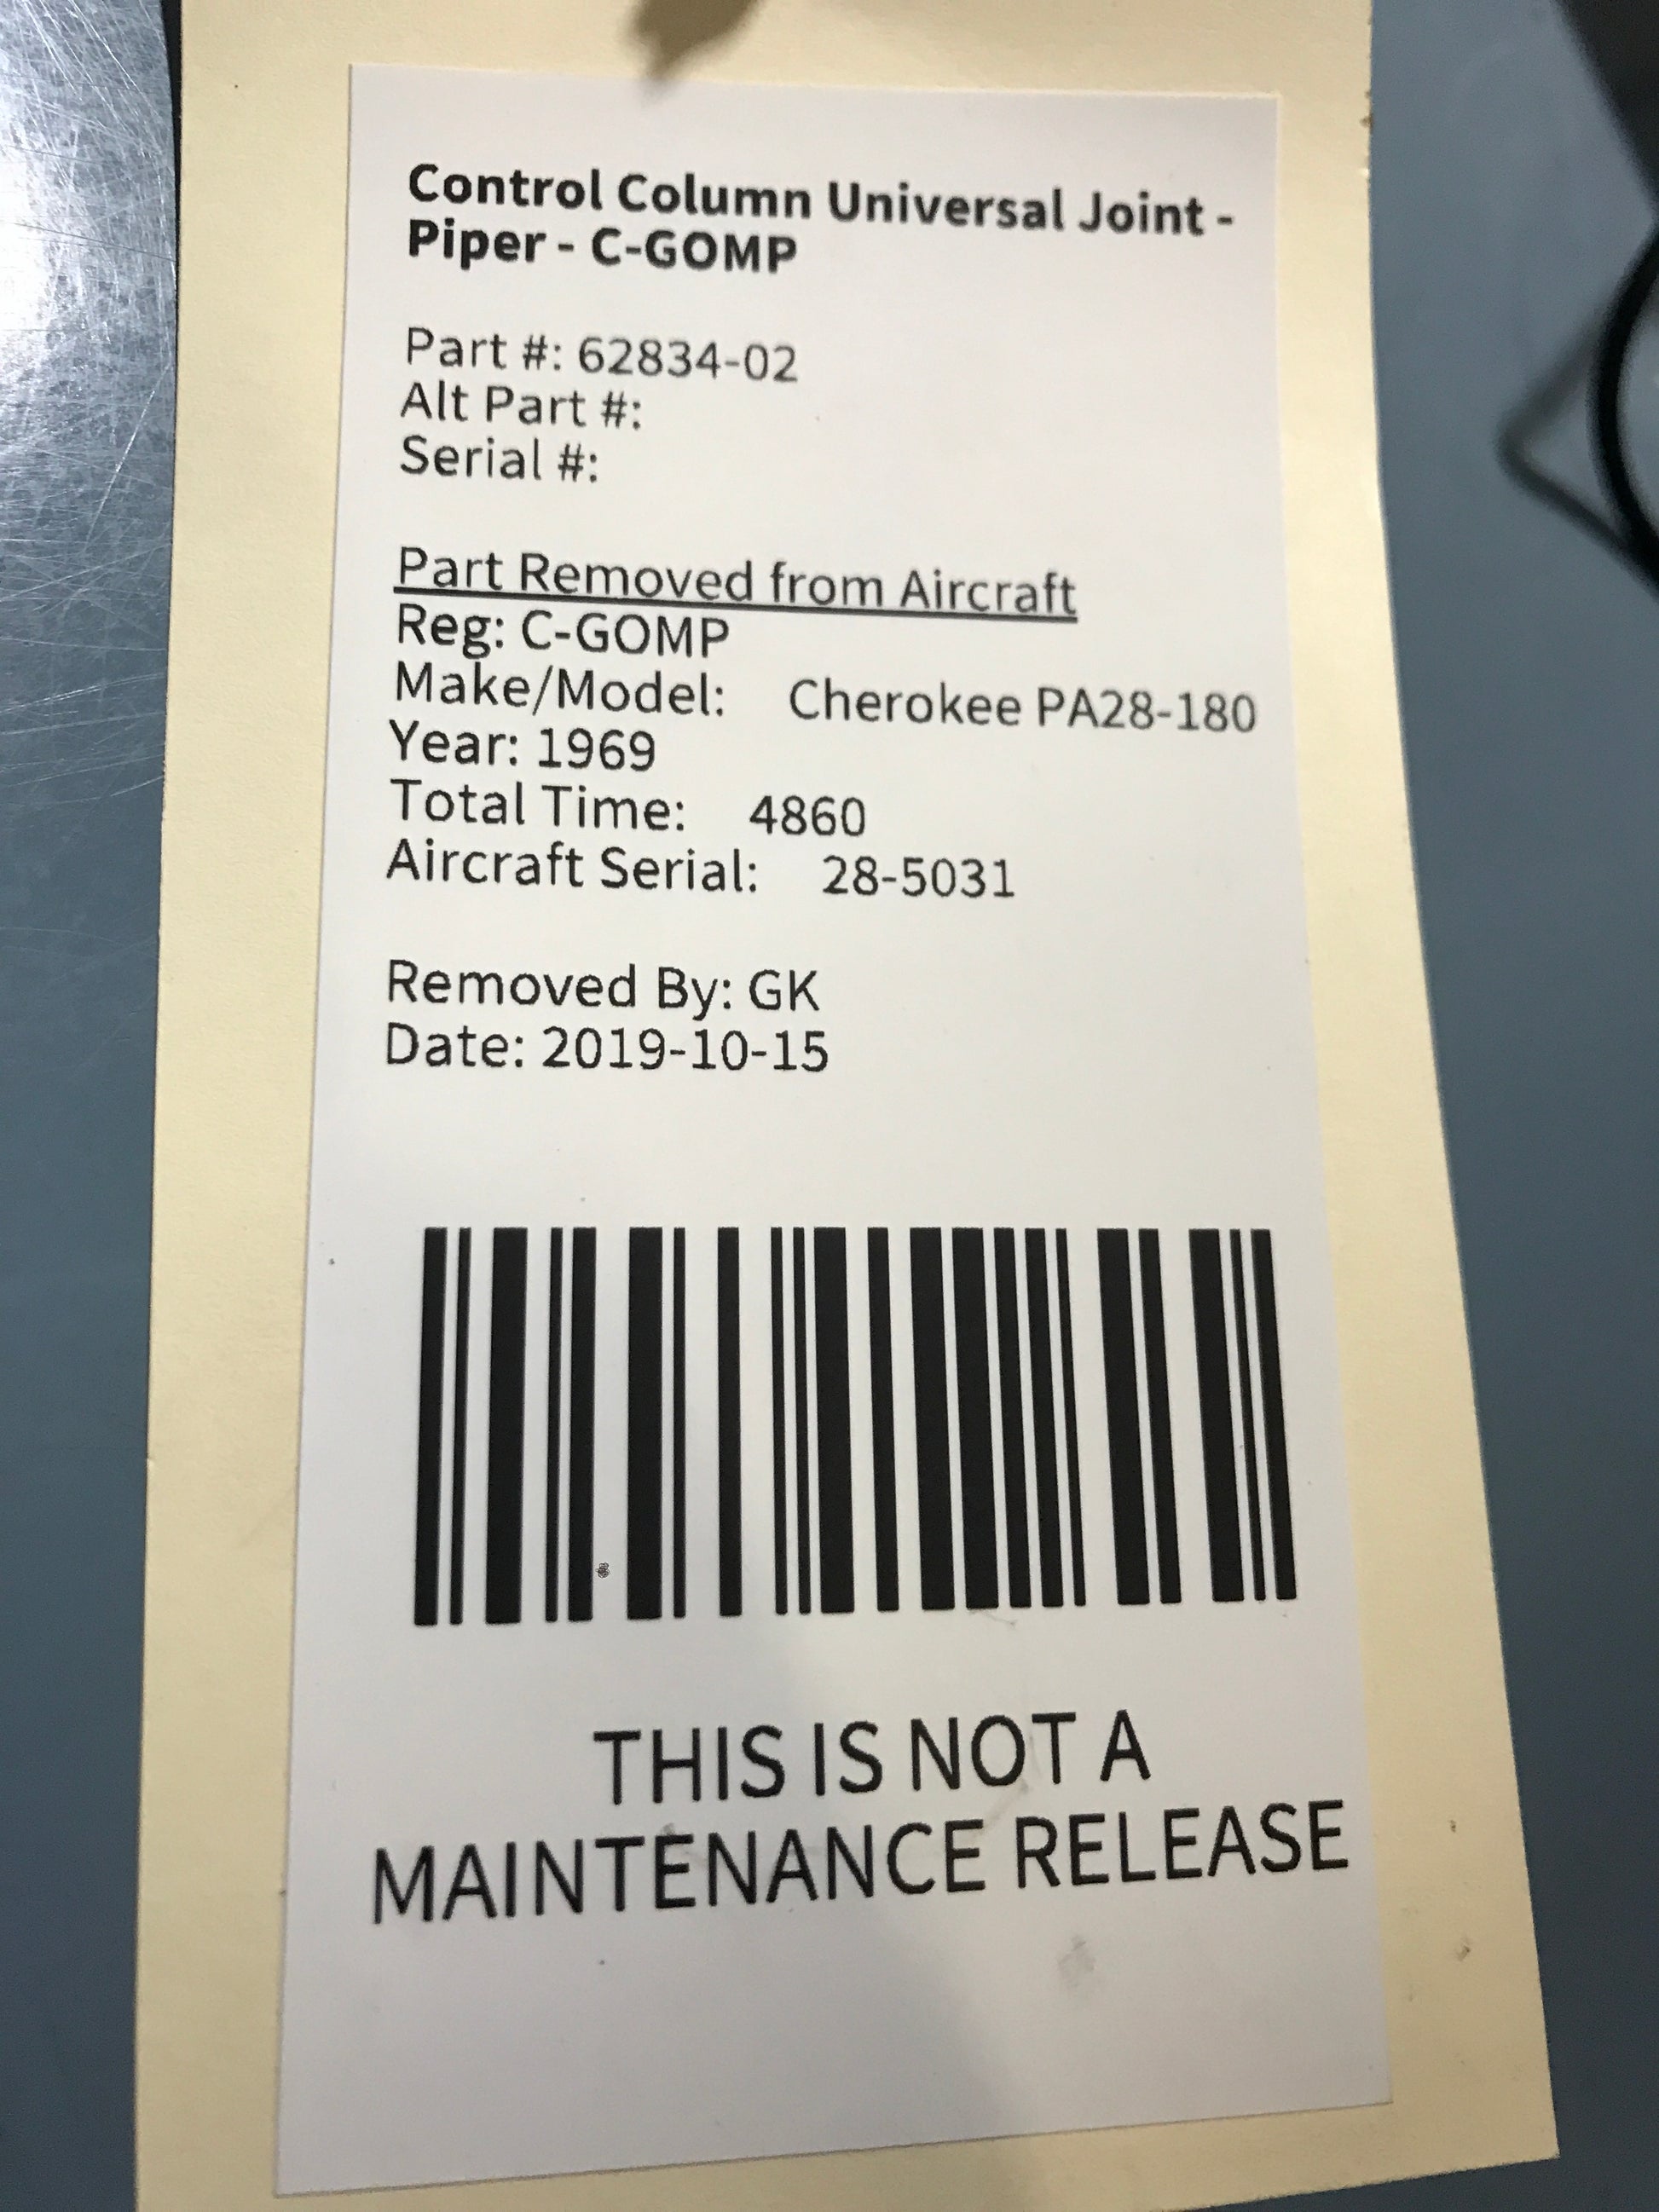 Control Column Universal Joint -
Piper - C-GOMP
Part #: 62834-02
Alt Part #:
Serial #:
Part Removed from Aircraft
Reg: C-GOMP
Make/Model: Cherokee PA28-180
Year: 1969
Total Time: 4860
Aircraft Serial: 28-5031
Removed By: GK
Date: 2019-10-15
THIS IS NOT A
MAINTENANCE RELEASE